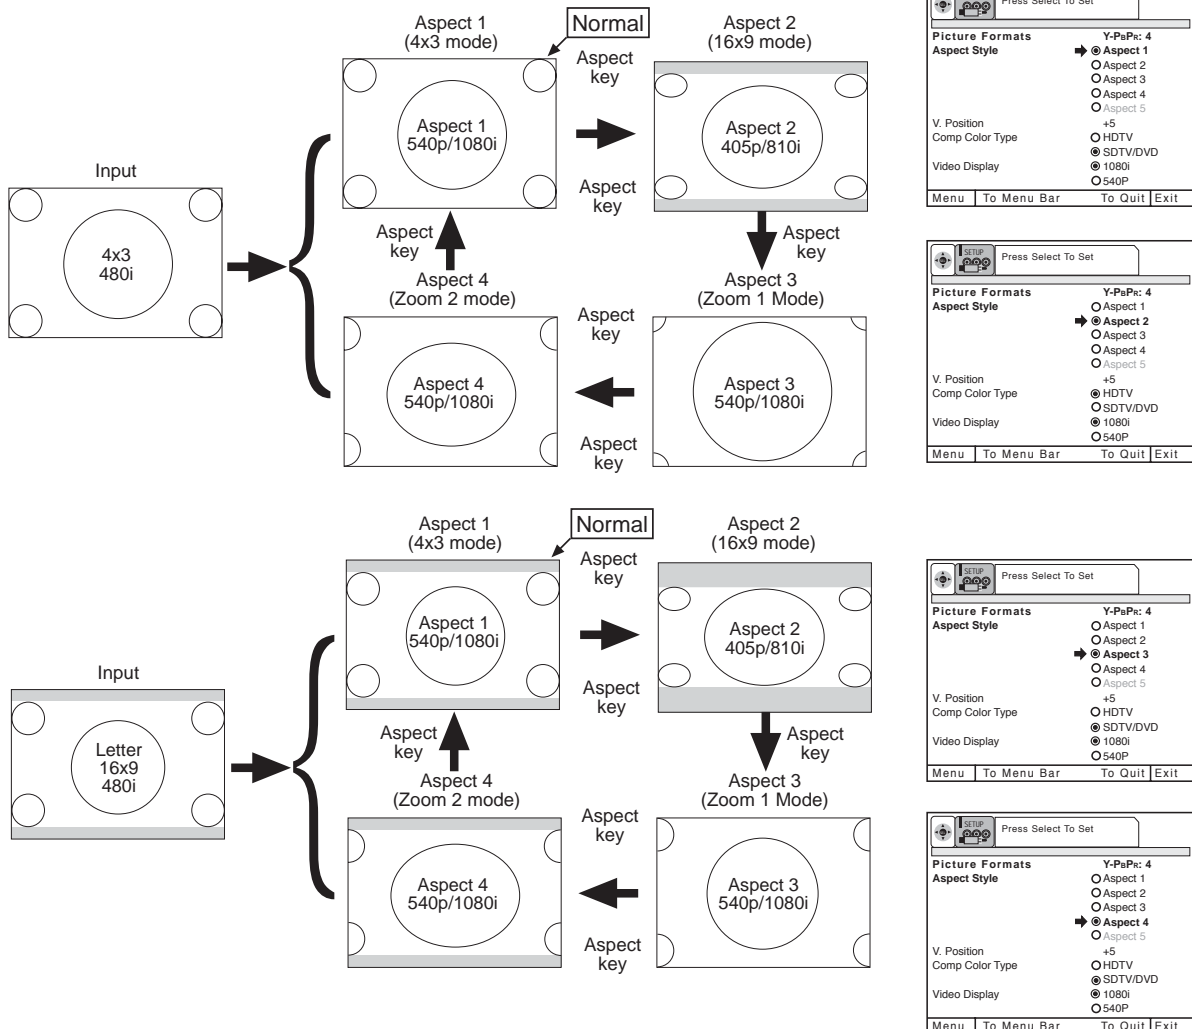 Input
4x3
480i
Aspect 1
(4x3 mode)
Normal
Aspect 1
540p/1080i
Aspect
key
Aspect
key
Aspect 2
(16x9 mode)
Aspect 2
405p/810i
Aspect
key
Aspect 3
(Zoom 1 Mode)
Aspect 3
540p/1080i
Aspect
key
Aspect
key
Aspect 4
(Zoom 2 mode)
Aspect 4
540p/1080i
Aspect
key
Input
Letter
16x9
480i
Aspect 1
(4x3 mode)
Normal
Aspect 1
540p/1080i
Aspect
key
Aspect
key
Aspect 2
(16x9 mode)
Aspect 2
405p/810i
Aspect
key
Aspect 3
(Zoom 1 Mode)
Aspect 3
540p/1080i
Aspect
key
Aspect
key
Aspect 4
(Zoom 2 mode)
Aspect 4
540p/1080i
Aspect
key
Press Select To Set
Picture Formats Y-PBPR: 4
Aspect Style Aspect 1
Aspect 2
Aspect 3
Aspect 4
Aspect 5
V. Position +5
Comp Color Type HDTV
SDTV/DVD
Video Display 1080i
540P
Menu To Menu Bar To Quit Exit
SETUP
Press Select To Set
Picture Formats Y-PBPR: 4
Aspect Style Aspect 1
Aspect 2
Aspect 3
Aspect 4
Aspect 5
V. Position +5
Comp Color Type HDTV
SDTV/DVD
Video Display 1080i
540P
Menu To Menu Bar To Quit Exit
SETUP
Press Select To Set
Picture Formats Y-PBPR: 4
Aspect Style Aspect 1
Aspect 2
Aspect 3
Aspect 4
Aspect 5
V. Position +5
Comp Color Type HDTV
SDTV/DVD
Video Display 1080i
540P
Menu To Menu Bar To Quit Exit
SETUP
Press Select To Set
Picture Formats Y-PBPR: 4
Aspect Style Aspect 1
Aspect 2
Aspect 3
Aspect 4
Aspect 5
V. Position +5
Comp Color Type HDTV
SDTV/DVD
Video Display 1080i
540P
Menu To Menu Bar To Quit Exit